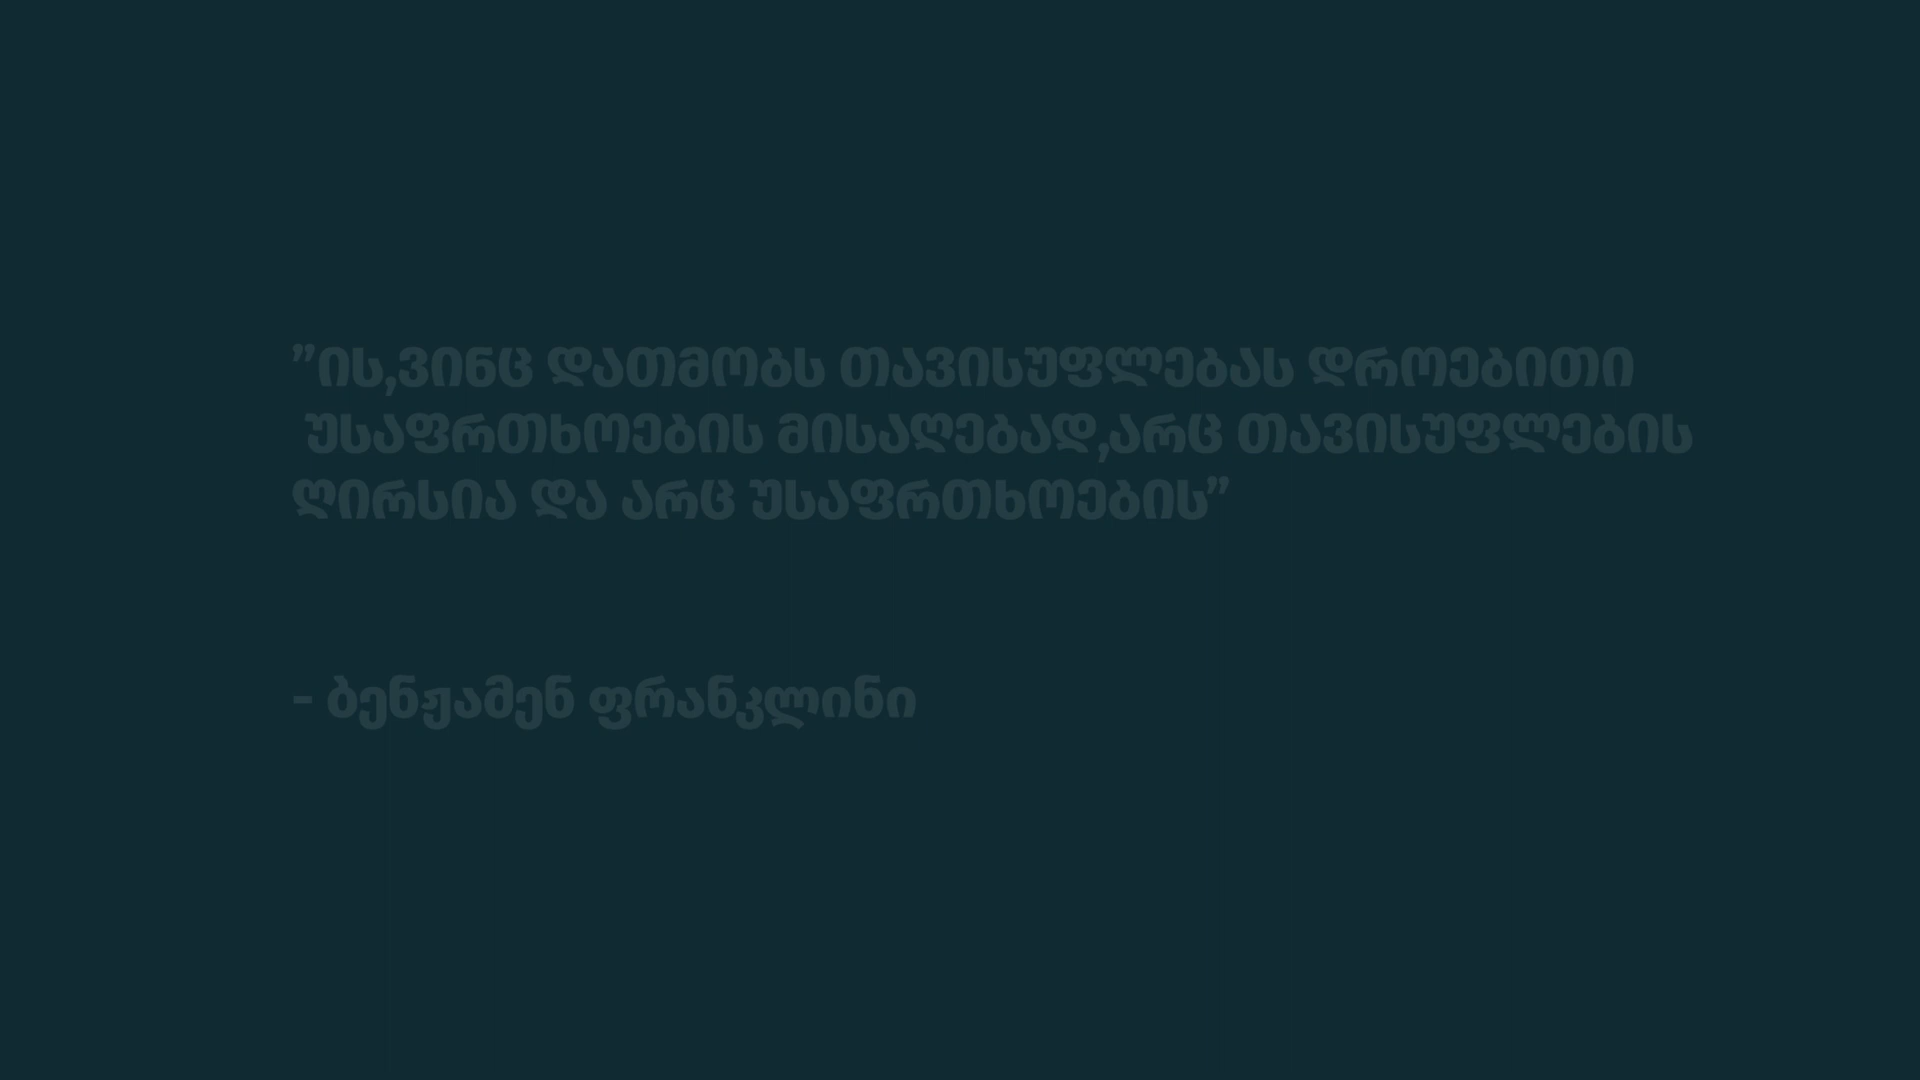 ”ის,ვინც დათმობს თავისუფლებას დროებითი
უსაფრთხოების მისაღებად,არც თავისუფლების
ღირსია და არც უსაფრთხოების”
- ბენჟამენ ფრანკლინი